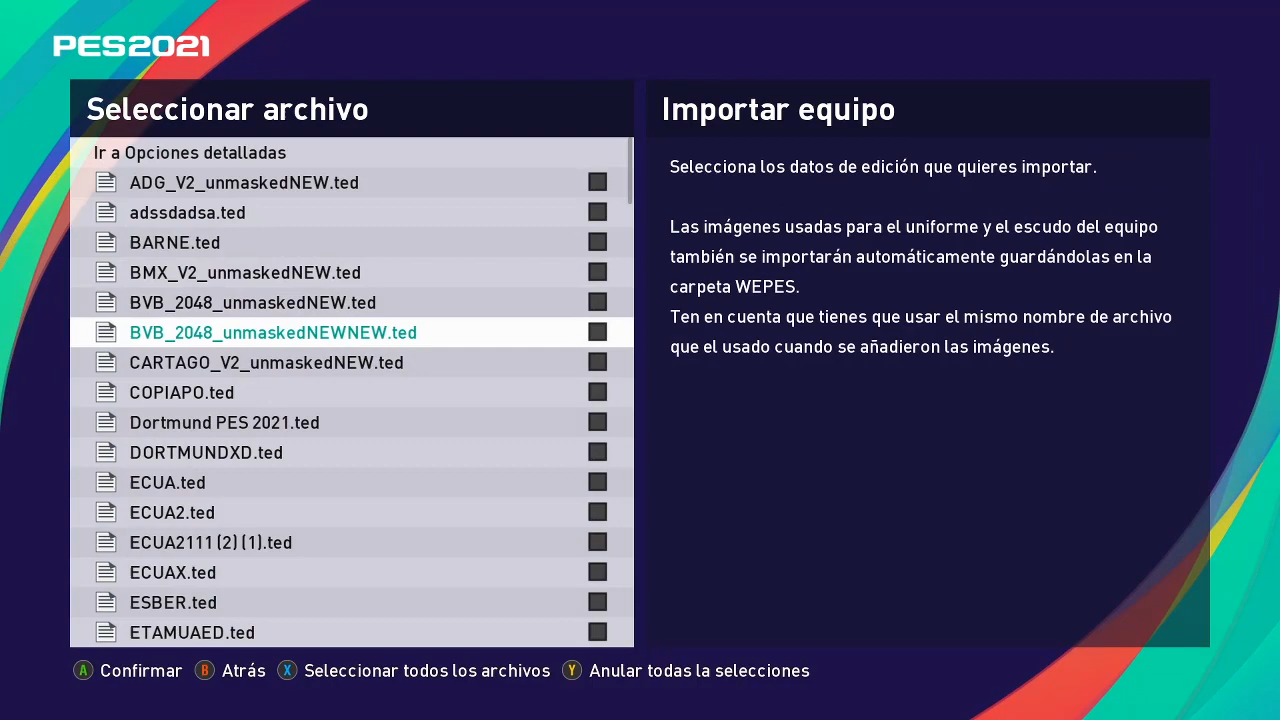 PES2021
Seleccionar archivo
Ir a Opciones detalladas
ADG_V2_unmaskedNEW.ted
adssdadsa.ted
BARNE.ted
BMX_V2_unmaskedNEW.ted
BVB_2048_unmaskedNEW.ted
BVB_2048_unmaskedNEWNEW.ted
CARTAGO_V2_unmaskedNEW.ted
COPIAPO.ted
Dortmund PES 2021.ted
DORTMUNDXD.ted
ECUA.ted
ECUA2.ted
ECUA2111 (2) (1).ted
ECUAX.ted
ESBER.ted
ETAMUAED.ted
Importar equipo
Selecciona los datos de edición que quieres importar.
Las imágenes usadas para el uniforme y el escudo del equipo
también se importarán automáticamente guardándolas en la
carpeta WEPES.
Ten en cuenta que tienes que usar el mismo nombre de archivo
que el usado cuando se añadieron las imágenes.
A Confirmar B Atrás X Seleccionar todos los archivos Y Anular todas la selecciones